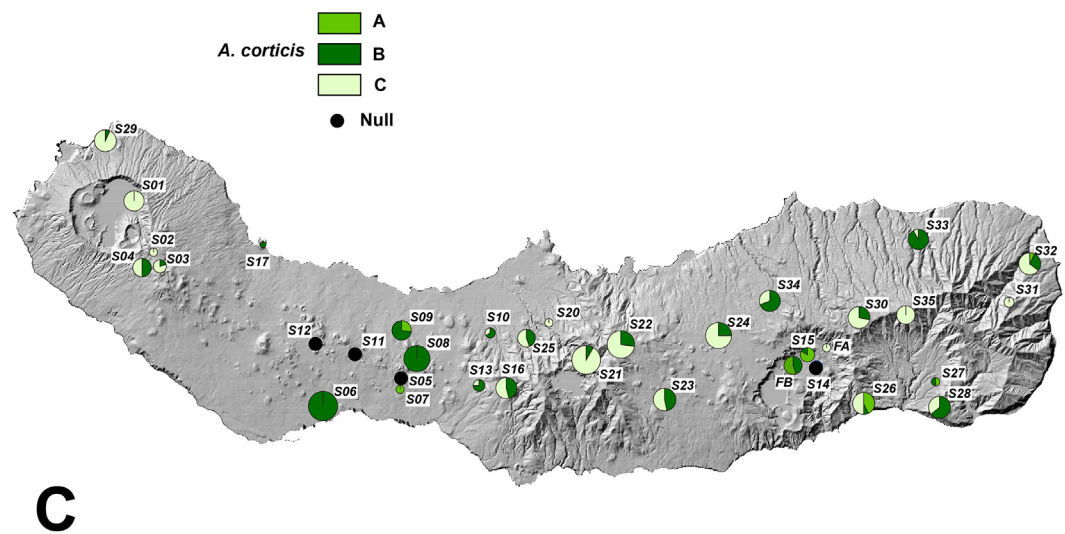 A
A. corticis
B
C
Null
S29
S01
S02
S04
S03
S17
S33
S32
S31
S35
S30
S34
S20
S10
S09
S12
S22
S24
S11
S08
S25
S15
FA
S21
S13
S16
S05
FB
S14
S27
S07
S23
S26
S28
S06
C